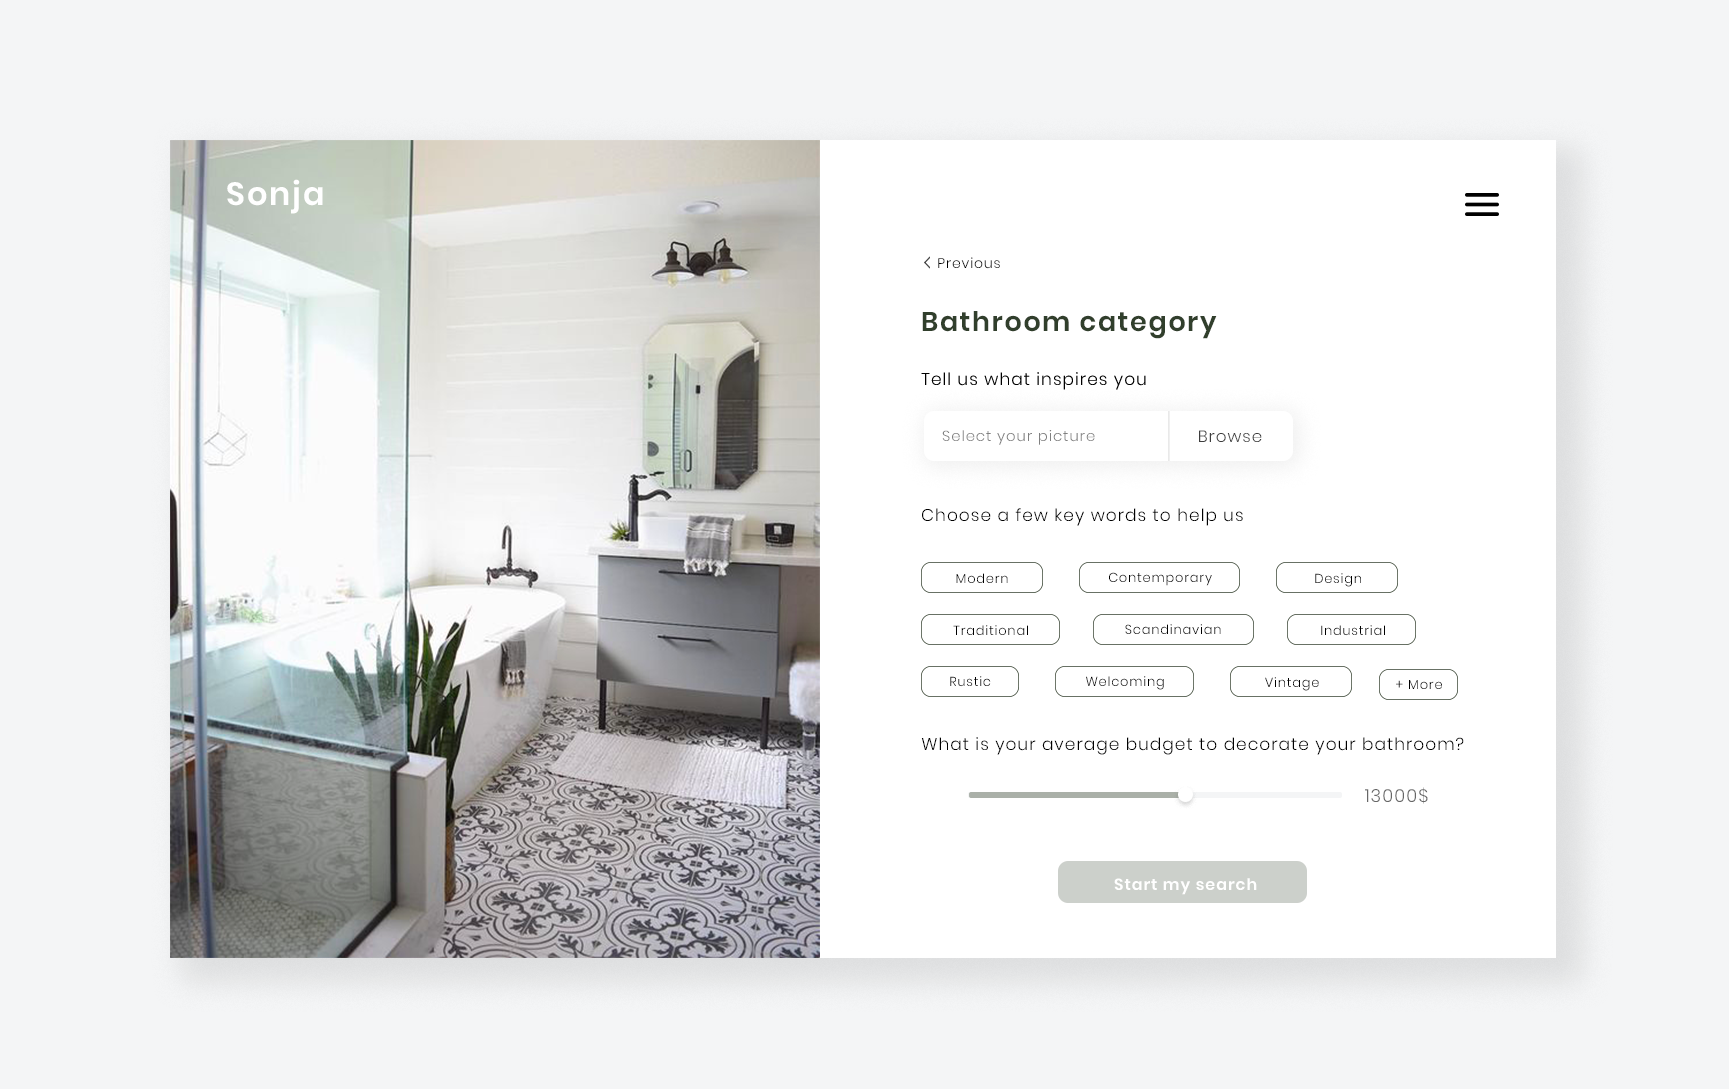 Sonja
Previous
Bathroom category
Tell us what inspires you
Select your picture
Browse
Choose a few key words to help us
Modern
Contemporary
Design
Traditional
Scandinavian
Industrial
Rustic
Welcoming
Vintage
+ More
What is your average budget to decorate your bathroom?
13000$
Start my search